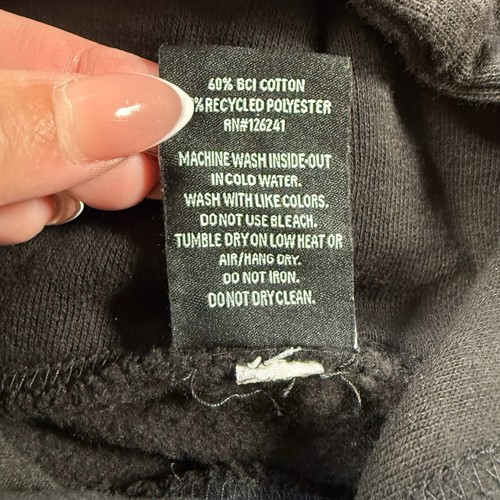 60% BCI COTTON
% RECYCLED POLYESTER
RN#126241
MACHINE WASH INSIDE-OUT
IN COLD WATER.
WASH WITH LIKE COLORS.
DO NOT USE BLEACH.
TUMBLE DRY ON LOW HEAT OR
AIR/HANG DRY.
DO NOT IRON.
DO NOT DRY CLEAN.